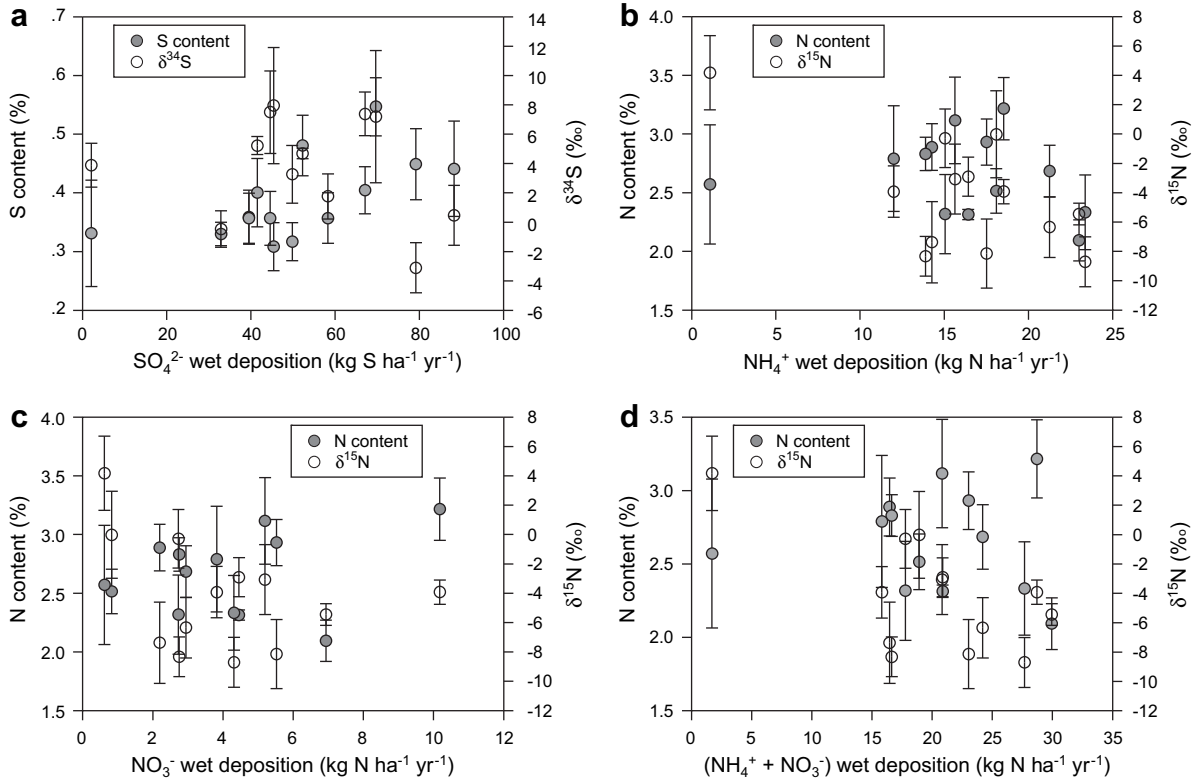 a
.7
.6
.5
.4
.3
.2
S content (%)
S content
δ³⁴S
14
12
10
8
6
4
2
0
-2
-4
-6
δ³⁴S (‰)
0 20 40 60 80 100
SO₄²⁻ wet deposition (kg S ha⁻¹ yr⁻¹)
b
4.0
3.5
3.0
2.5
2.0
1.5
N content (%)
N content
δ¹⁵N
8
6
4
2
0
-2
-4
-6
-8
-10
-12
δ¹⁵N (‰)
0 5 10 15 20 25
NH₄⁺ wet deposition (kg N ha⁻¹ yr⁻¹)
c
4.0
3.5
3.0
2.5
2.0
1.5
N content (%)
N content
δ¹⁵N
8
6
4
2
0
-2
-4
-6
-8
-10
-12
δ¹⁵N (‰)
0 2 4 6 8 10 12
NO₃⁻ wet deposition (kg N ha⁻¹ yr⁻¹)
d
3.5
3.0
2.5
2.0
1.5
N content (%)
N content
δ¹⁵N
8
6
4
2
0
-2
-4
-6
-8
-10
-12
δ¹⁵N (‰)
0 5 10 15 20 25 30 35
(NH₄⁺ + NO₃⁻) wet deposition (kg N ha⁻¹ yr⁻¹)